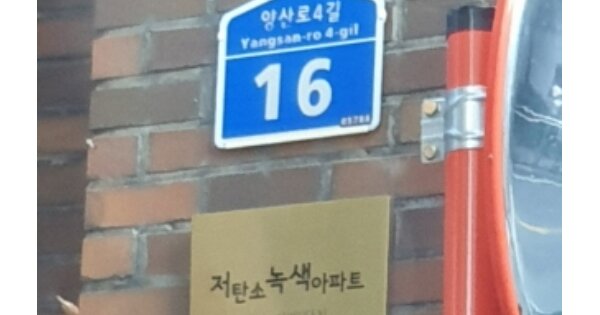 양산로4길
Yangsan-ro 4-gil
16
저탄소녹색아파트